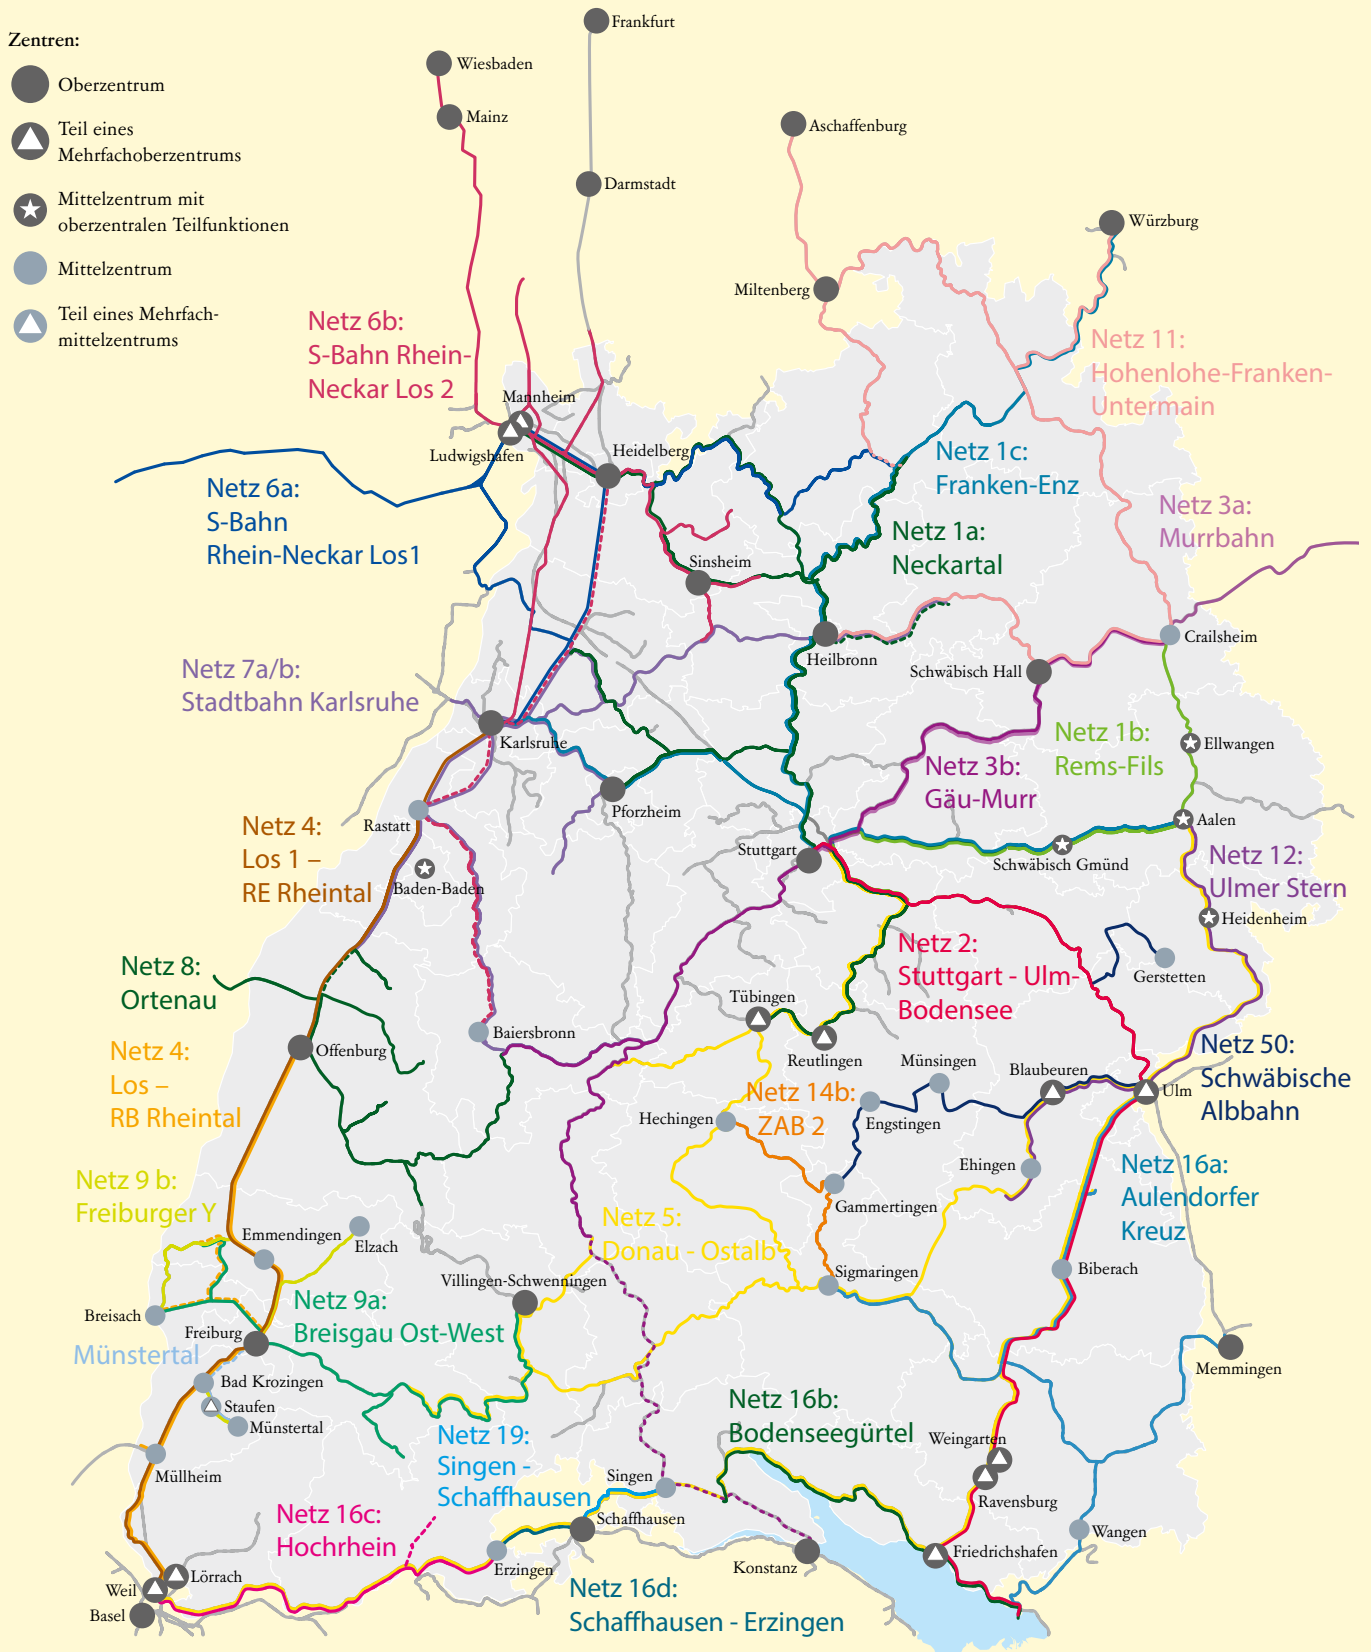 Zentren:
Oberzentrum
Teil eines
Mehrfachoberzentrums
Mittelzentrum mit
oberzentralen Teilfunktionen
Mittelzentrum
Teil eines Mehrfach-
mittelzentrums
Frankfurt
Wiesbaden
Mainz
Aschaffenburg
Darmstadt
Würzburg
Miltenberg
Netz 6b:
S-Bahn Rhein-
Neckar Los 2
Netz 11:
Hohenlohe-Franken-
Untermain
Mannheim
Ludwigshafen
Heidelberg
Netz 1c:
Franken-Enz
Netz 6a:
S-Bahn
Rhein-Neckar Los1
Netz 3a:
Murrbahn
Netz 1a:
Neckartal
Sinsheim
Crailsheim
Heilbronn
Schwäbisch Hall
Netz 7a/b:
Stadtbahn Karlsruhe
Karlsruhe
Netz 1b:
Rems-Fils
Ellwangen
Netz 3b:
Gäu-Murr
Pforzheim
Rastatt
Aalen
Netz 4:
Los 1 –
RE Rheintal
Stuttgart
Schwäbisch Gmünd
Netz 12:
Ulmer Stern
Baden-Baden
Heidenheim
Netz 8:
Ortenau
Netz 2:
Stuttgart - Ulm-
Bodensee
Gerstetten
Tübingen
Baiersbronn
Reutlingen
Offenburg
Netz 4:
Los –
RB Rheintal
Münsingen
Blaubeuren
Netz 50:
Schwäbische
Albbahn
Ulm
Netz 14b:
ZAB 2
Hechingen
Engstingen
Ehingen
Netz 16a:
Aulendorfer
Kreuz
Netz 9 b:
Freiburger Y
Gammertingen
Emmendingen
Elzach
Netz 5:
Donau - Ostalb
Villingen-Schwenningen
Sigmaringen
Biberach
Breisach
Netz 9a:
Breisgau Ost-West
Freiburg
Münstertal
Memmingen
Bad Krozingen
Staufen
Münstertal
Netz 16b:
Bodenseegürtel
Netz 19:
Singen -
Schaffhausen
Weingarten
Müllheim
Singen
Ravensburg
Netz 16c:
Hochrhein
Schaffhausen
Wangen
Erzingen
Konstanz
Friedrichshafen
Lörrach
Weil
Basel
Netz 16d:
Schaffhausen - Erzingen